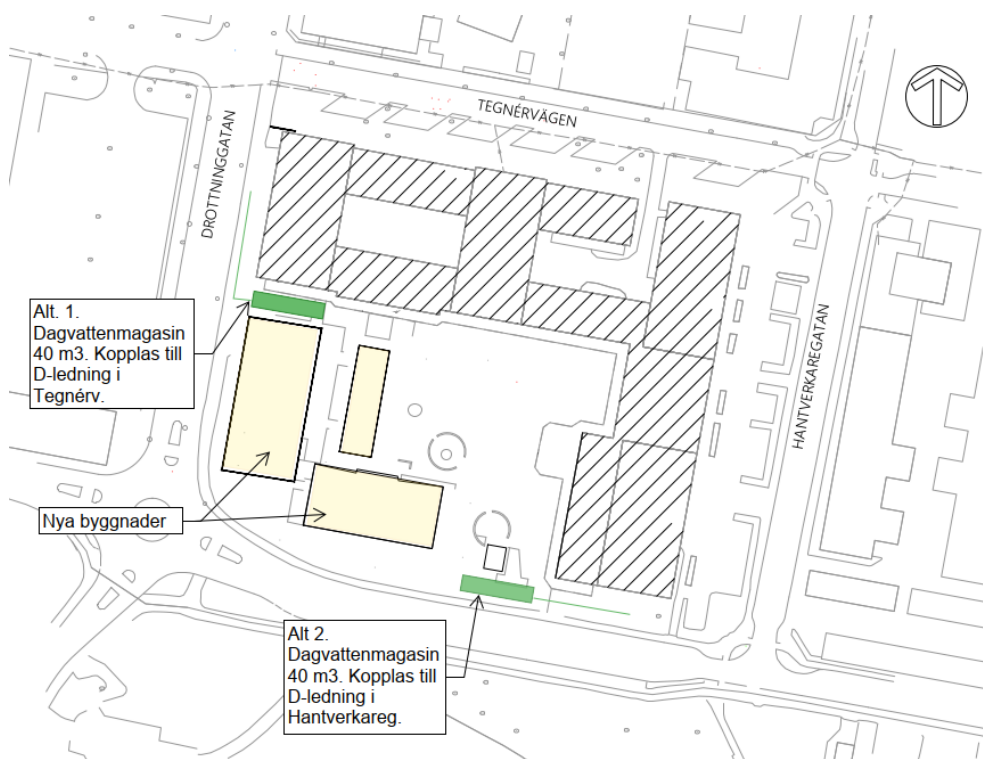 TEGNÉRVÄGEN
DROTTNINGGATAN
HANTVERKAREGATAN
Alt. 1.
Dagvattenmagasin
40 m3. Kopplas till
D-ledning i
Tegnérv.
Nya byggnader
Alt 2.
Dagvattenmagasin
40 m3. Kopplas till
D-ledning i
Hantverkareg.